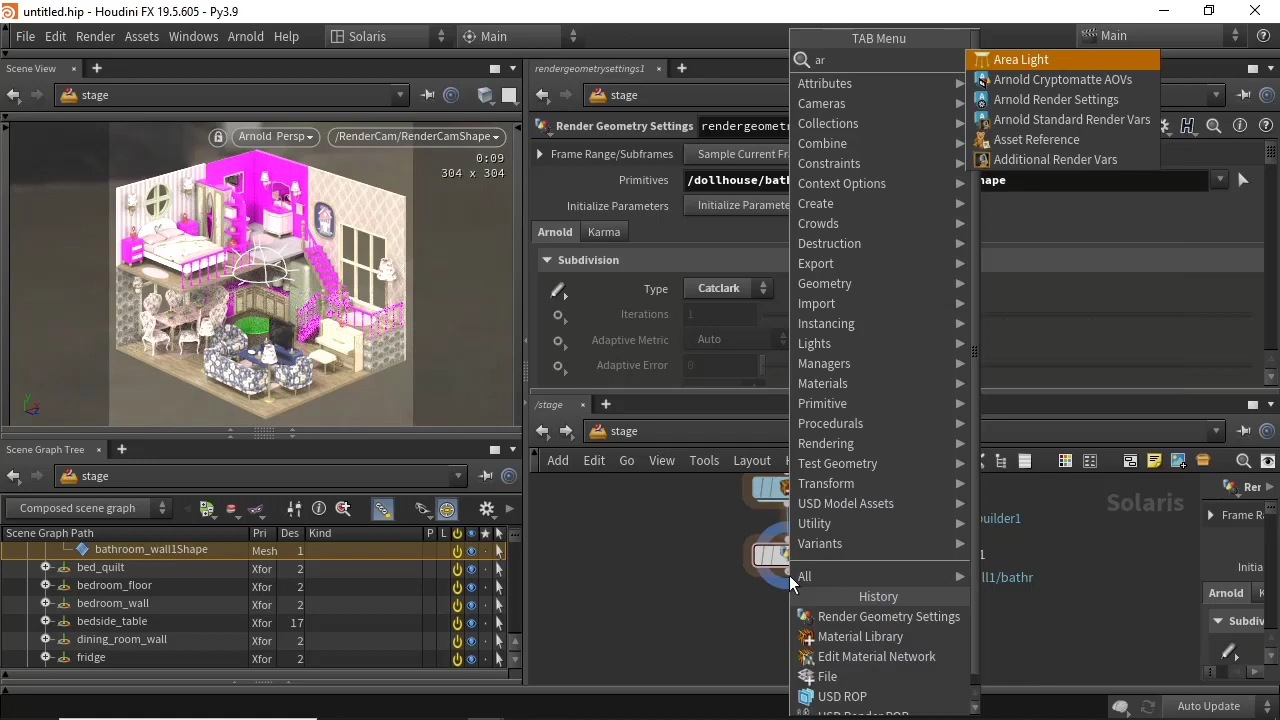 untitled.hip - Houdini FX 19.5.605 - Py3.9
File Edit Render Assets Windows Arnold Help Solaris Main Main
Scene View × +
stage
Arnold Persp /RenderCam/RenderCamShape
0:09
304 x 304
Scene Graph Tree × +
stage
Composed scene graph
Scene Graph Path Pri Des Kind P L
bathroom_wall1Shape Mesh 1
bed_quilt Xfor 2
bedroom_floor Xfor 2
bedroom_wall Xfor 2
bedside_table Xfor 17
dining_room_wall Xfor 2
fridge Xfor 2
rendergeometrysettings1 × +
stage
Render Geometry Settings rendergeometr
Frame Range/Subframes Sample Current Fr
Primitives /dollhouse/bath hape
Initialize Parameters Initialize Paramete
Arnold Karma
Subdivision
Type Catclark
Iterations 1
Adaptive Metric Auto
Adaptive Error 0
/stage × +
stage
Add Edit Go View Tools Layout H
Solaris
builder1
1
ll1/bathr
Rer
Frame R
Initia
Arnold K
Subdiv
TAB Menu
ar
Attributes
Cameras
Collections
Combine
Constraints
Context Options
Create
Crowds
Destruction
Export
Geometry
Import
Instancing
Lights
Managers
Materials
Primitive
Procedurals
Rendering
Test Geometry
Transform
USD Model Assets
Utility
Variants
All
History
Render Geometry Settings
Material Library
Edit Material Network
File
USD ROP
USD Render ROP
Area Light
Arnold Cryptomatte AOVs
Arnold Render Settings
Arnold Standard Render Vars
Asset Reference
Additional Render Vars
Auto Update